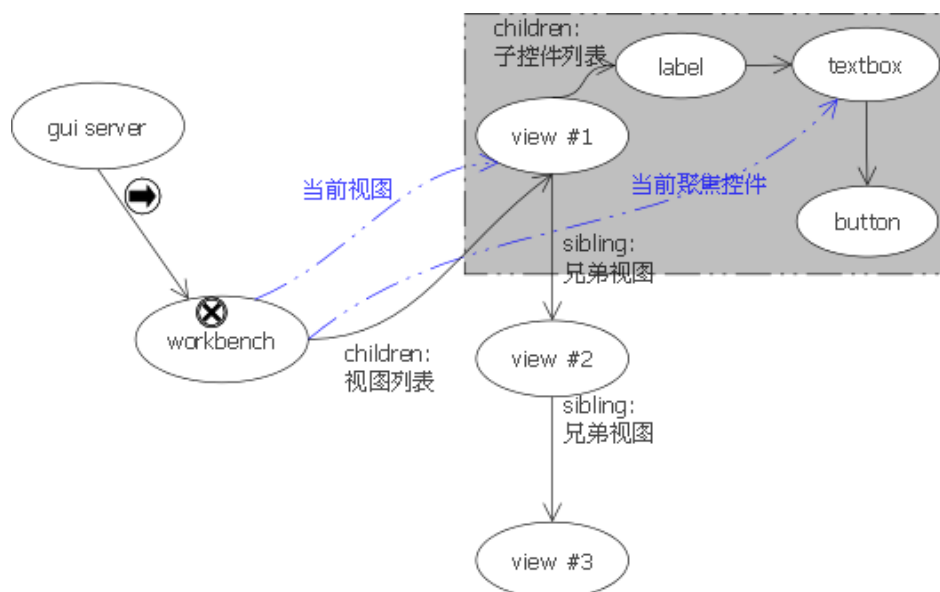 children:
子控件列表
label
textbox
gui server
view #1
当前视图
当前聚焦控件
button
sibling:
兄弟视图
workbench
children:
视图列表
view #2
sibling:
兄弟视图
view #3